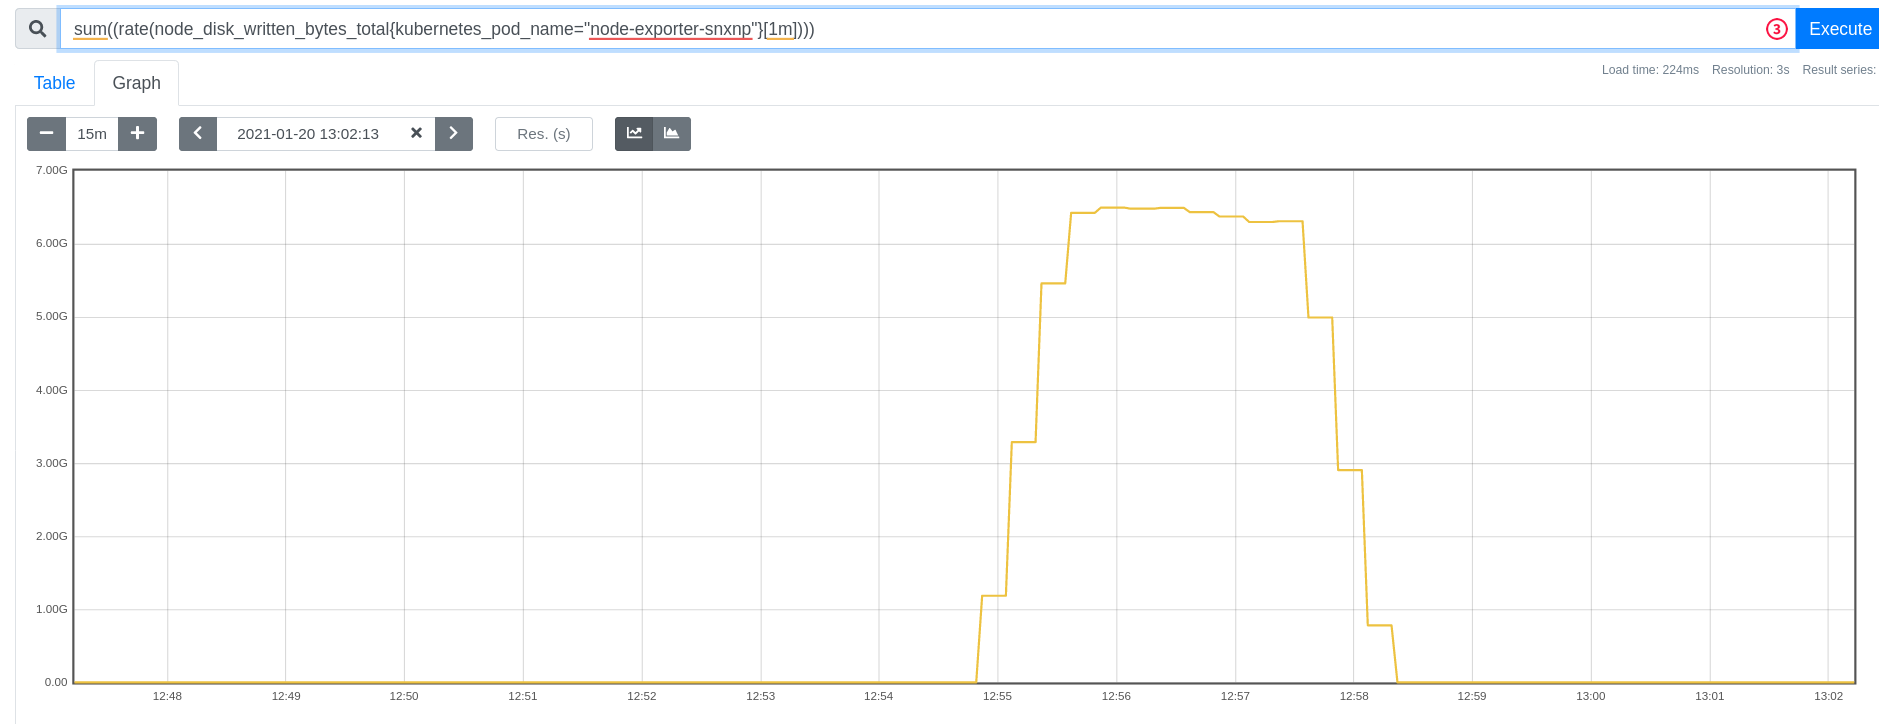 sum((rate(node_disk_written_bytes_total{kubernetes_pod_name="node-exporter-snxnp"}[1m])))
3
Execute
Table
Graph
Load time: 224ms Resolution: 3s Result series:
15m
2021-01-20 13:02:13
Res. (s)
7.00G
6.00G
5.00G
4.00G
3.00G
2.00G
1.00G
0.00
12:48 12:49 12:50 12:51 12:52 12:53 12:54 12:55 12:56 12:57 12:58 12:59 13:00 13:01 13:02